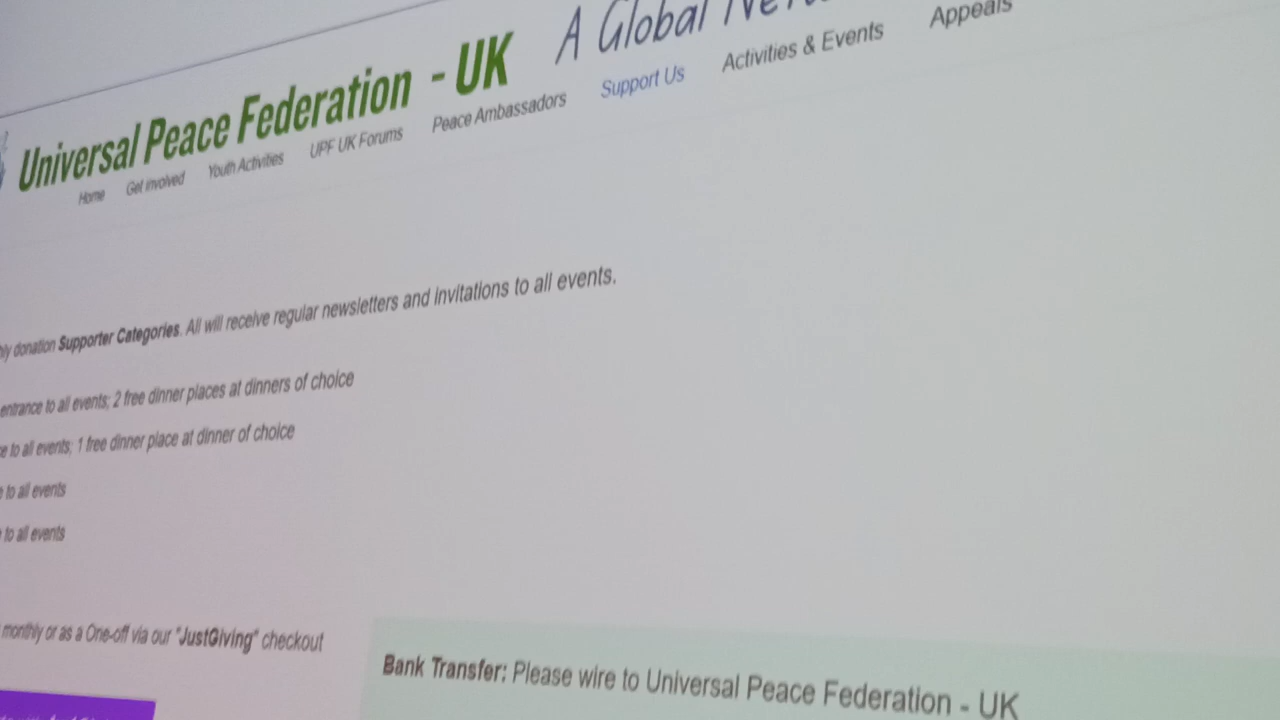 A Global
Universal Peace Federation - UK
Home Get involved Youth Activities UPF UK Forums Peace Ambassadors Support Us Activities & Events Appeals
donation Supporter Categories. All will receive regular newsletters and invitations to all events.
entrance to all events; 2 free dinner places at dinners of choice
to all events; 1 free dinner place at dinner of choice
to all events
to all events
monthly or as a One-off via our "JustGiving" checkout
Bank Transfer: Please wire to Universal Peace Federation - UK